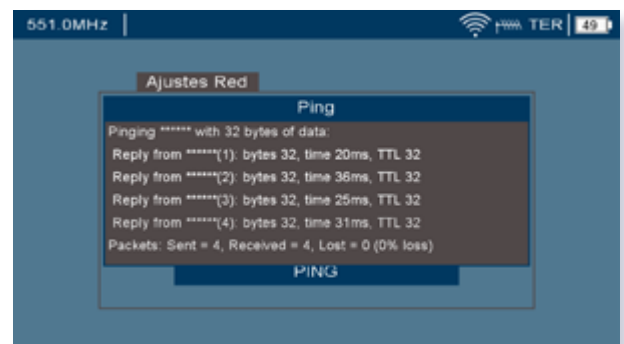 551.0MHz TER 49
Ajustes Red
Ping
Pinging ****** with 32 bytes of data:
Reply from ******(1): bytes 32, time 20ms, TTL 32
Reply from ******(2): bytes 32, time 36ms, TTL 32
Reply from ******(3): bytes 32, time 25ms, TTL 32
Reply from ******(4): bytes 32, time 31ms, TTL 32
Packets: Sent = 4, Received = 4, Lost = 0 (0% loss)
PING